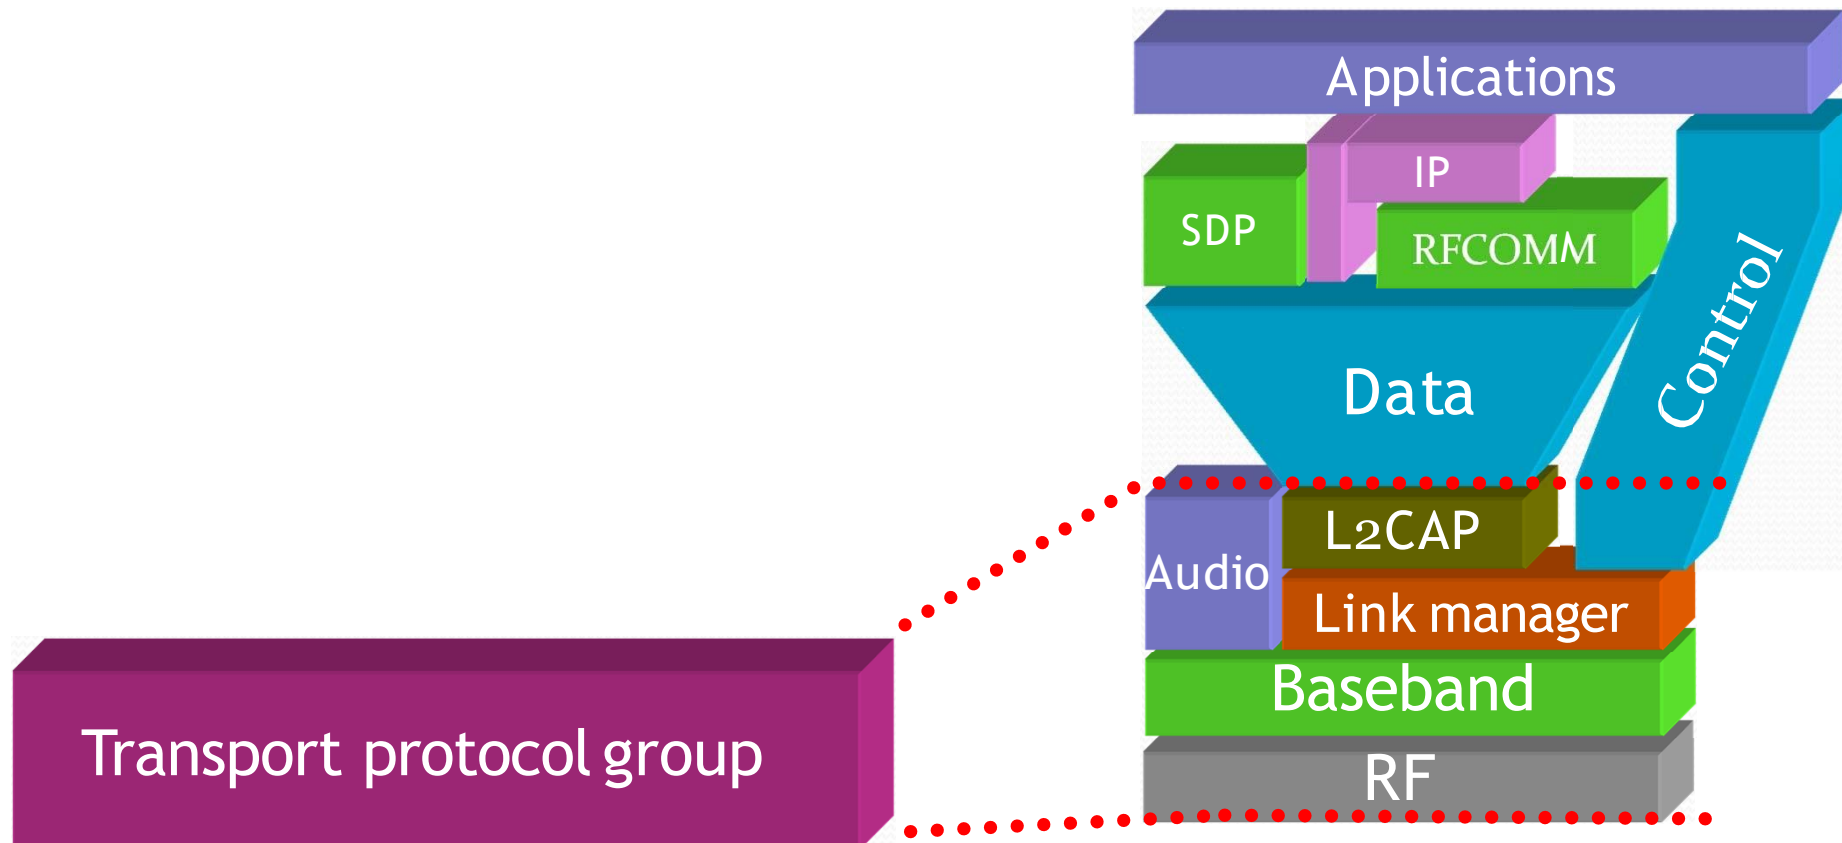 Applications
IP
SDP
RFCOMM
Control
Data
L2CAP
Audio
Link manager
Baseband
Transport protocol group
RF